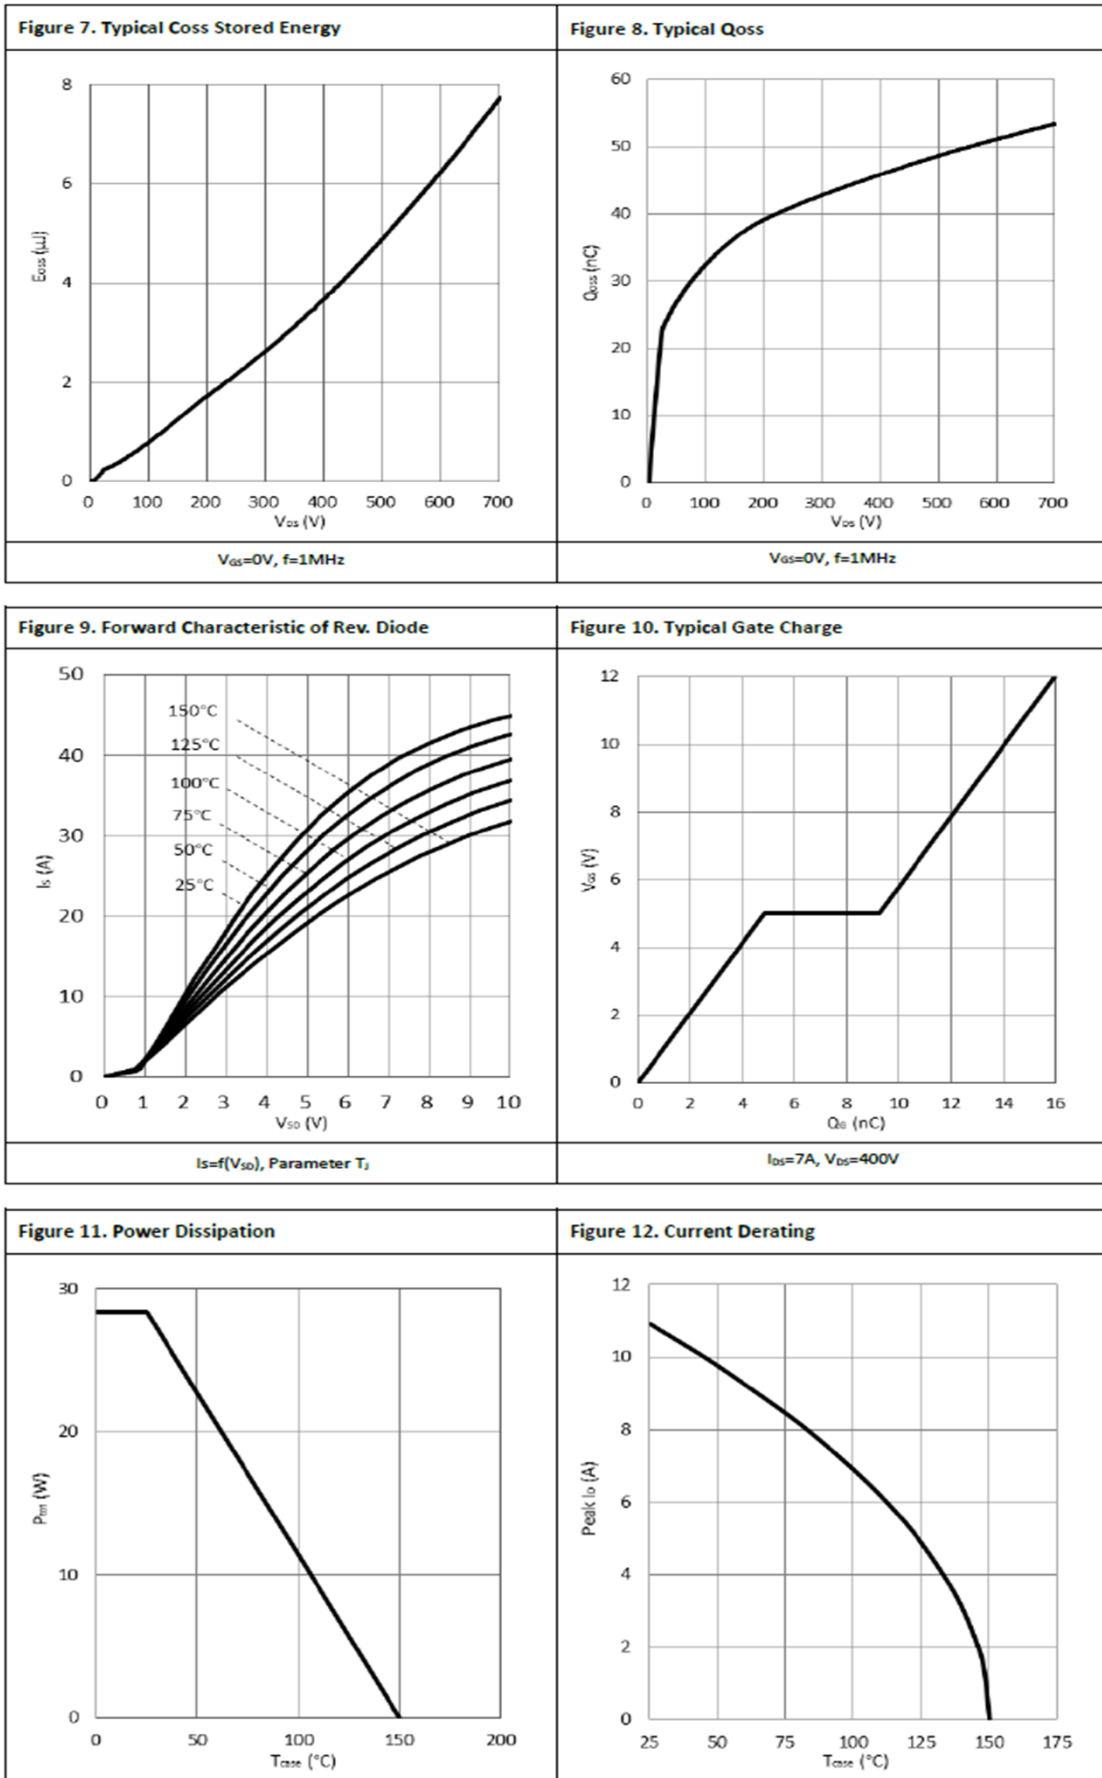 Figure 7. Typical Coss Stored Energy
8
6
4
2
0
Eoss (μJ)
0 100 200 300 400 500 600 700
VDS (V)
VGS=0V, f=1MHz
Figure 8. Typical Qoss
60
50
40
30
20
10
0
Qoss (nC)
0 100 200 300 400 500 600 700
VDS (V)
VGS=0V, f=1MHz
Figure 9. Forward Characteristic of Rev. Diode
50
40
30
20
10
0
IS (A)
150°C
125°C
100°C
75°C
50°C
25°C
0 1 2 3 4 5 6 7 8 9 10
VSD (V)
IS=f(VSD), Parameter TJ
Figure 10. Typical Gate Charge
12
10
8
6
4
2
0
VGS (V)
0 2 4 6 8 10 12 14 16
QG (nC)
IDS=7A, VDS=400V
Figure 11. Power Dissipation
30
20
10
0
Ptot (W)
0 50 100 150 200
Tcase (°C)
Figure 12. Current Derating
12
10
8
6
4
2
0
Peak ID (A)
25 50 75 100 125 150 175
Tcase (°C)